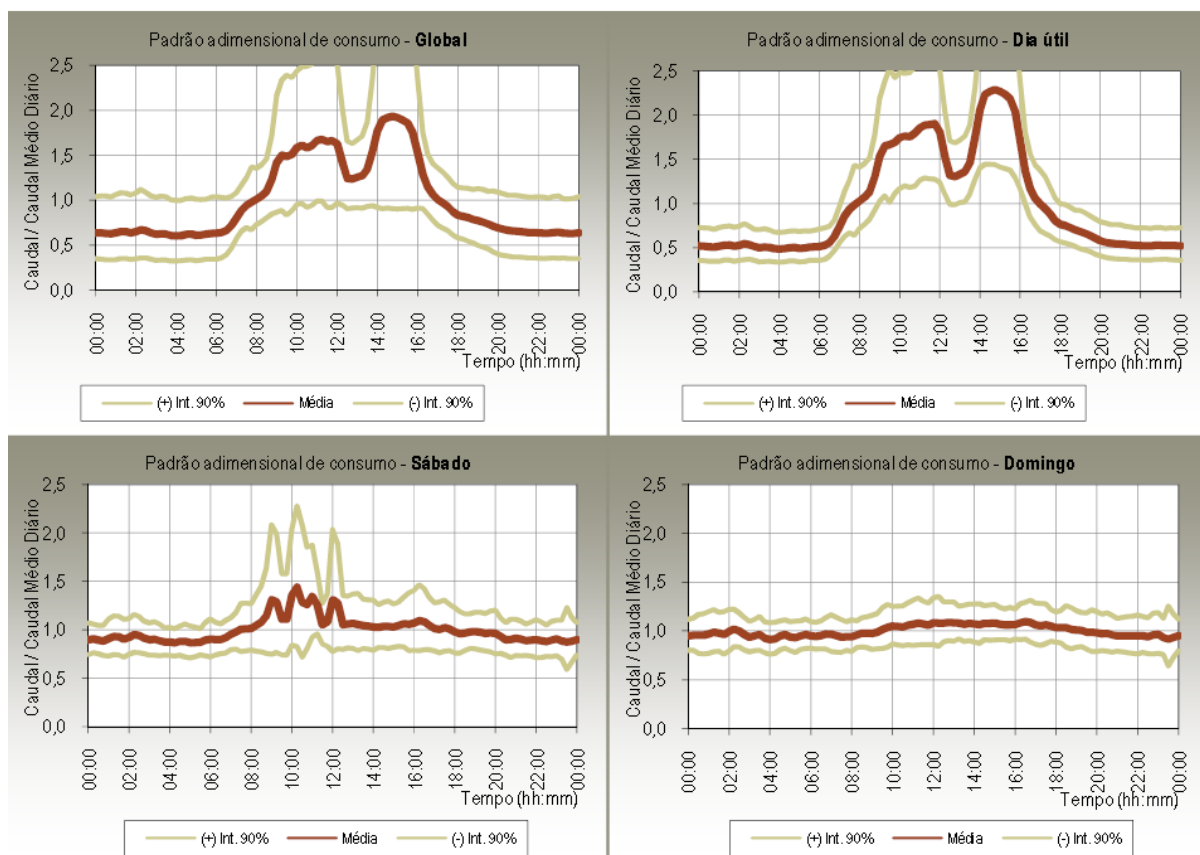 Padrão adimensional de consumo - Global
Caudal / Caudal Médio Diário
2,5
2,0
1,5
1,0
0,5
0,0
00:00 02:00 04:00 06:00 08:00 10:00 12:00 14:00 16:00 18:00 20:00 22:00 00:00
Tempo (hh:mm)
(+) Int. 90% Média (-) Int. 90%
Padrão adimensional de consumo - Dia útil
Caudal / Caudal Médio Diário
2,5
2,0
1,5
1,0
0,5
0,0
00:00 02:00 04:00 06:00 08:00 10:00 12:00 14:00 16:00 18:00 20:00 22:00 00:00
Tempo (hh:mm)
(+) Int. 90% Média (-) Int. 90%
Padrão adimensional de consumo - Sábado
Caudal / Caudal Médio Diário
2,5
2,0
1,5
1,0
0,5
0,0
00:00 02:00 04:00 06:00 08:00 10:00 12:00 14:00 16:00 18:00 20:00 22:00 00:00
Tempo (hh:mm)
(+) Int. 90% Média (-) Int. 90%
Padrão adimensional de consumo - Domingo
Caudal / Caudal Médio Diário
2,5
2,0
1,5
1,0
0,5
0,0
00:00 02:00 04:00 06:00 08:00 10:00 12:00 14:00 16:00 18:00 20:00 22:00 00:00
Tempo (hh:mm)
(+) Int. 90% Média (-) Int. 90%